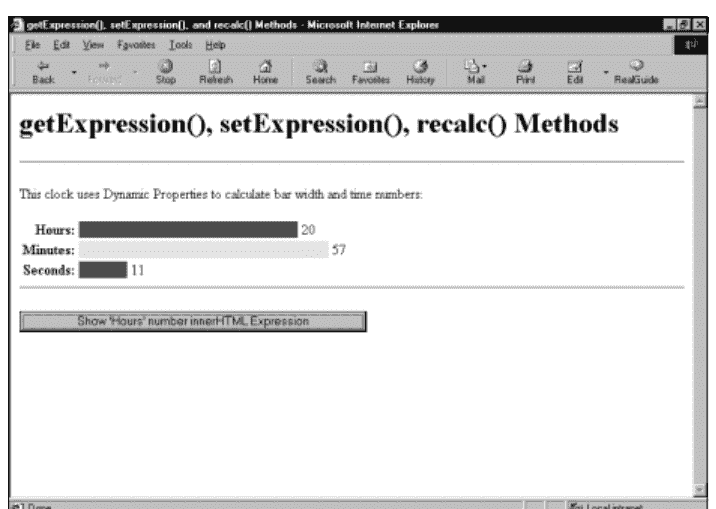 getExpression(), setExpression(), and recalc() Methods - Microsoft Internet Explorer
File Edit View Favorites Tools Help
Back Forward Stop Refresh Home Search Favorites History Mail Print Edit RealGuide
getExpression(), setExpression(), recalc() Methods
This clock uses Dynamic Properties to calculate bar width and time numbers:
Hours: 20
Minutes: 57
Seconds: 11
Show 'Hours' number innerHTML Expression
Done Local intranet